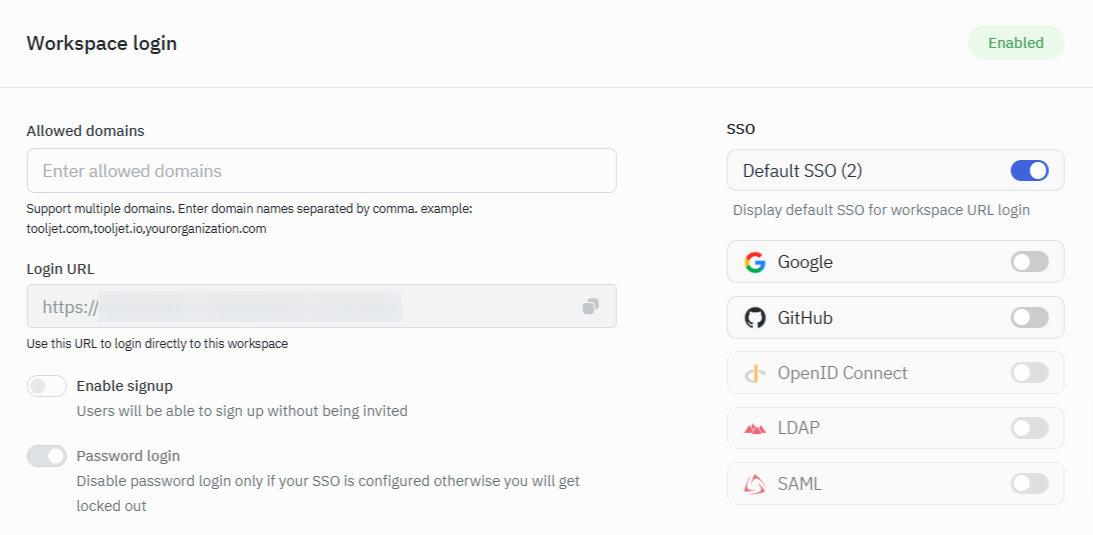 Workspace login
Enabled
Allowed domains
Enter allowed domains
Support multiple domains. Enter domain names separated by comma. example:
tooljet.com,tooljet.io,yourorganization.com
Login URL
https://
Use this URL to login directly to this workspace
Enable signup
Users will be able to sign up without being invited
Password login
Disable password login only if your SSO is configured otherwise you will get
locked out
SSO
Default SSO (2)
Display default SSO for workspace URL login
Google
GitHub
OpenID Connect
LDAP
SAML